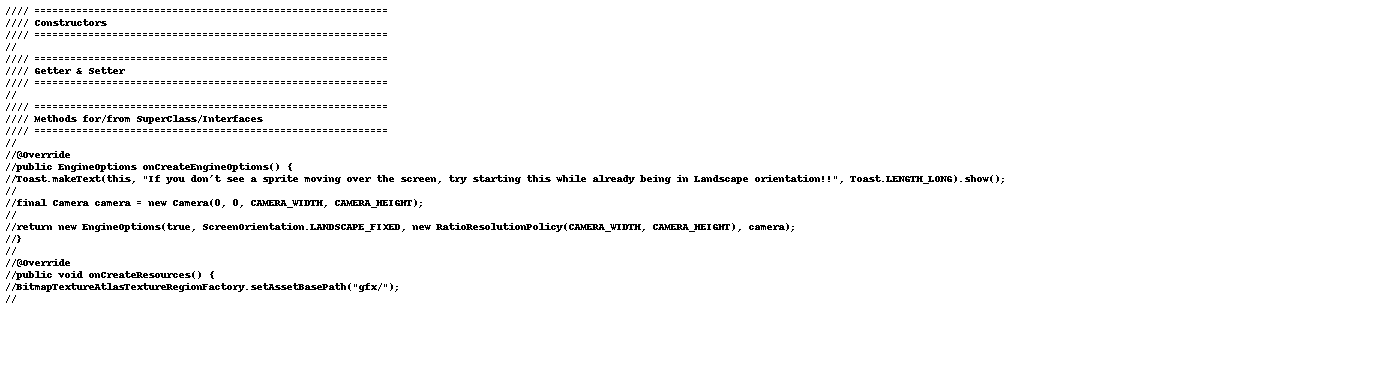 //// ===========================================================
//// Constructors
//// ===========================================================
//
//// ===========================================================
//// Getter & Setter
//// ===========================================================
//
//// ===========================================================
//// Methods for/from SuperClass/Interfaces
//// ===========================================================
//
//@Override
//public EngineOptions onCreateEngineOptions() {
//Toast.makeText(this, "If you don't see a sprite moving over the screen, try starting this while already being in Landscape orientation!!", Toast.LENGTH_LONG).show();
//
//final Camera camera = new Camera(0, 0, CAMERA_WIDTH, CAMERA_HEIGHT);
//
//return new EngineOptions(true, ScreenOrientation.LANDSCAPE_FIXED, new RatioResolutionPolicy(CAMERA_WIDTH, CAMERA_HEIGHT), camera);
//}
//
//@Override
//public void onCreateResources() {
//BitmapTextureAtlasTextureRegionFactory.setAssetBasePath("gfx/");
//